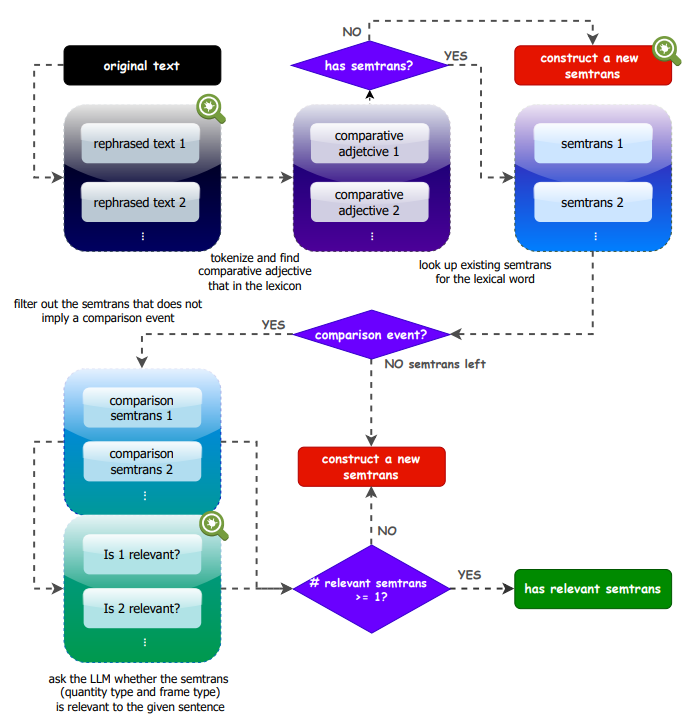 NO
original text
has semtrans?
YES
construct a new
semtrans
rephrased text 1
rephrased text 2
⋮
comparative
adjetcive 1
comparative
adjective 2
⋮
semtrans 1
semtrans 2
⋮
tokenize and find
comparative adjective
that in the lexicon
look up existing semtrans
for the lexical word
filter out the semtrans that does not
imply a comparison event
YES
comparison event?
NO semtrans left
comparison
semtrans 1
comparison
semtrans 2
⋮
construct a new
semtrans
NO
Is 1 relevant?
Is 2 relevant?
⋮
# relevant semtrans
>= 1?
YES
has relevant semtrans
ask the LLM whether the semtrans
(quantity type and frame type)
is relevant to the given sentence